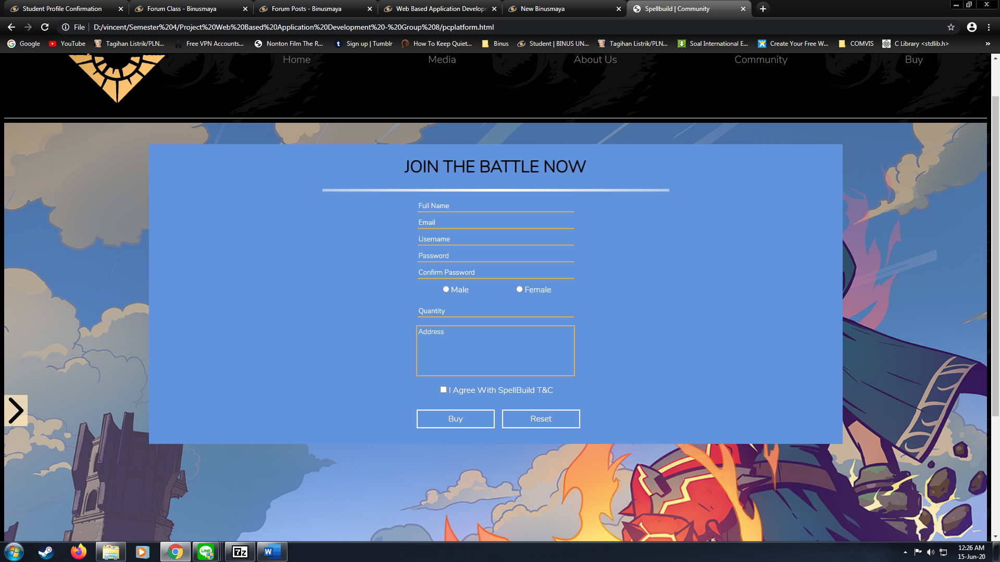 Student Profile Confirmation
Forum Class - Binusmaya
Forum Posts - Binusmaya
Web Based Application Develop
New Binusmaya
Spellbuild | Community
File
D:/vincent/Semester%204/Project%20Web%20Based%20Application%20Development%20-%20Group%208/pcplatform.html
Google
YouTube
Tagihan Listrik/PLN...
Free VPN Accounts...
Nonton Film The R...
Sign up | Tumblr
How To Keep Quiet...
Binus
Student | BINUS UN...
Tagihan Listrik/PLN...
Soal International E...
Create Your Free W...
COMVIS
C Library <stdlib.h>
Home
Media
About Us
Community
Buy
JOIN THE BATTLE NOW
Full Name
Email
Username
Password
Confirm Password
Male
Female
Quantity
Address
I Agree With SpellBuild T&C
Buy
Reset
LINE
7z
W
12:26 AM
15-Jun-20